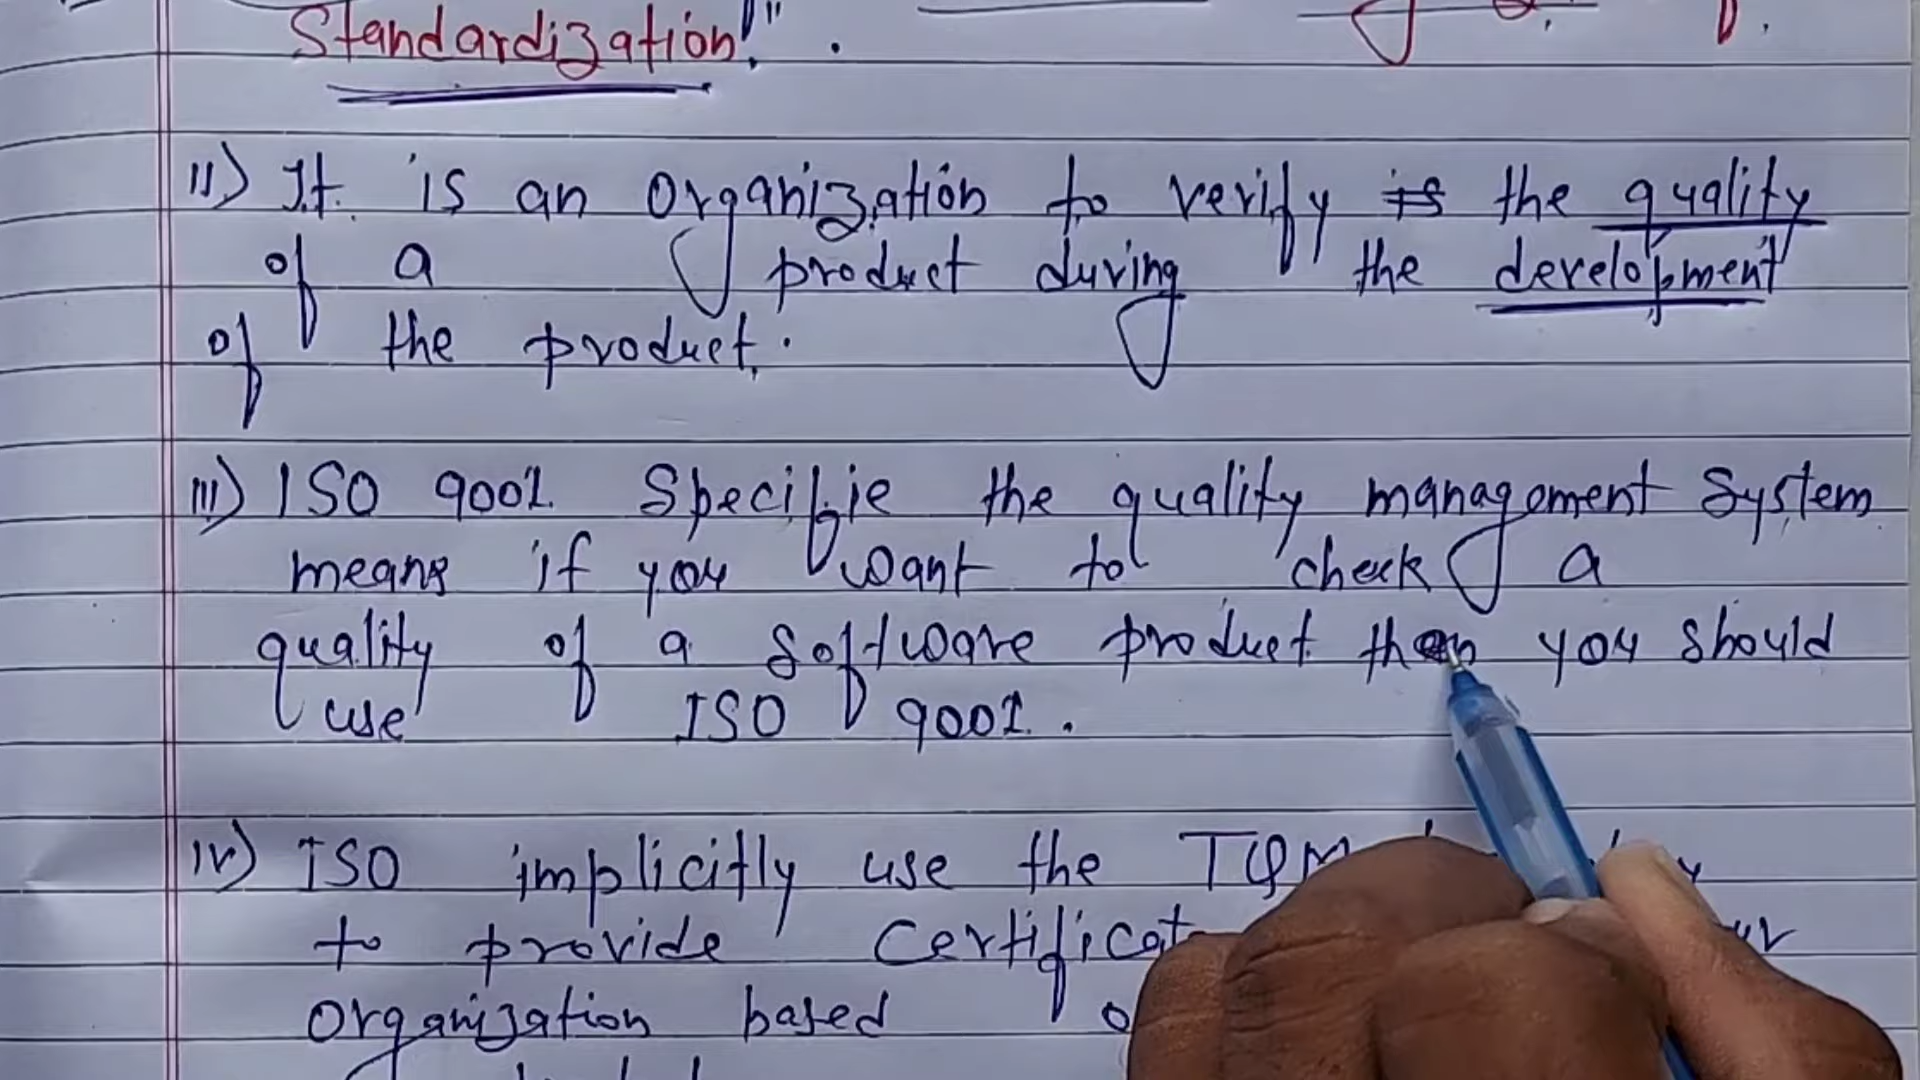 Standardization!".
II) It is an organization to verify is the quality
of a product during the development
of the product.
III) ISO 9001 Specifie the quality management System
means if you want to check a
quality of a software product then you should
use ISO 9001.
IV) ISO implicitly use the TQM
to provide
organization based